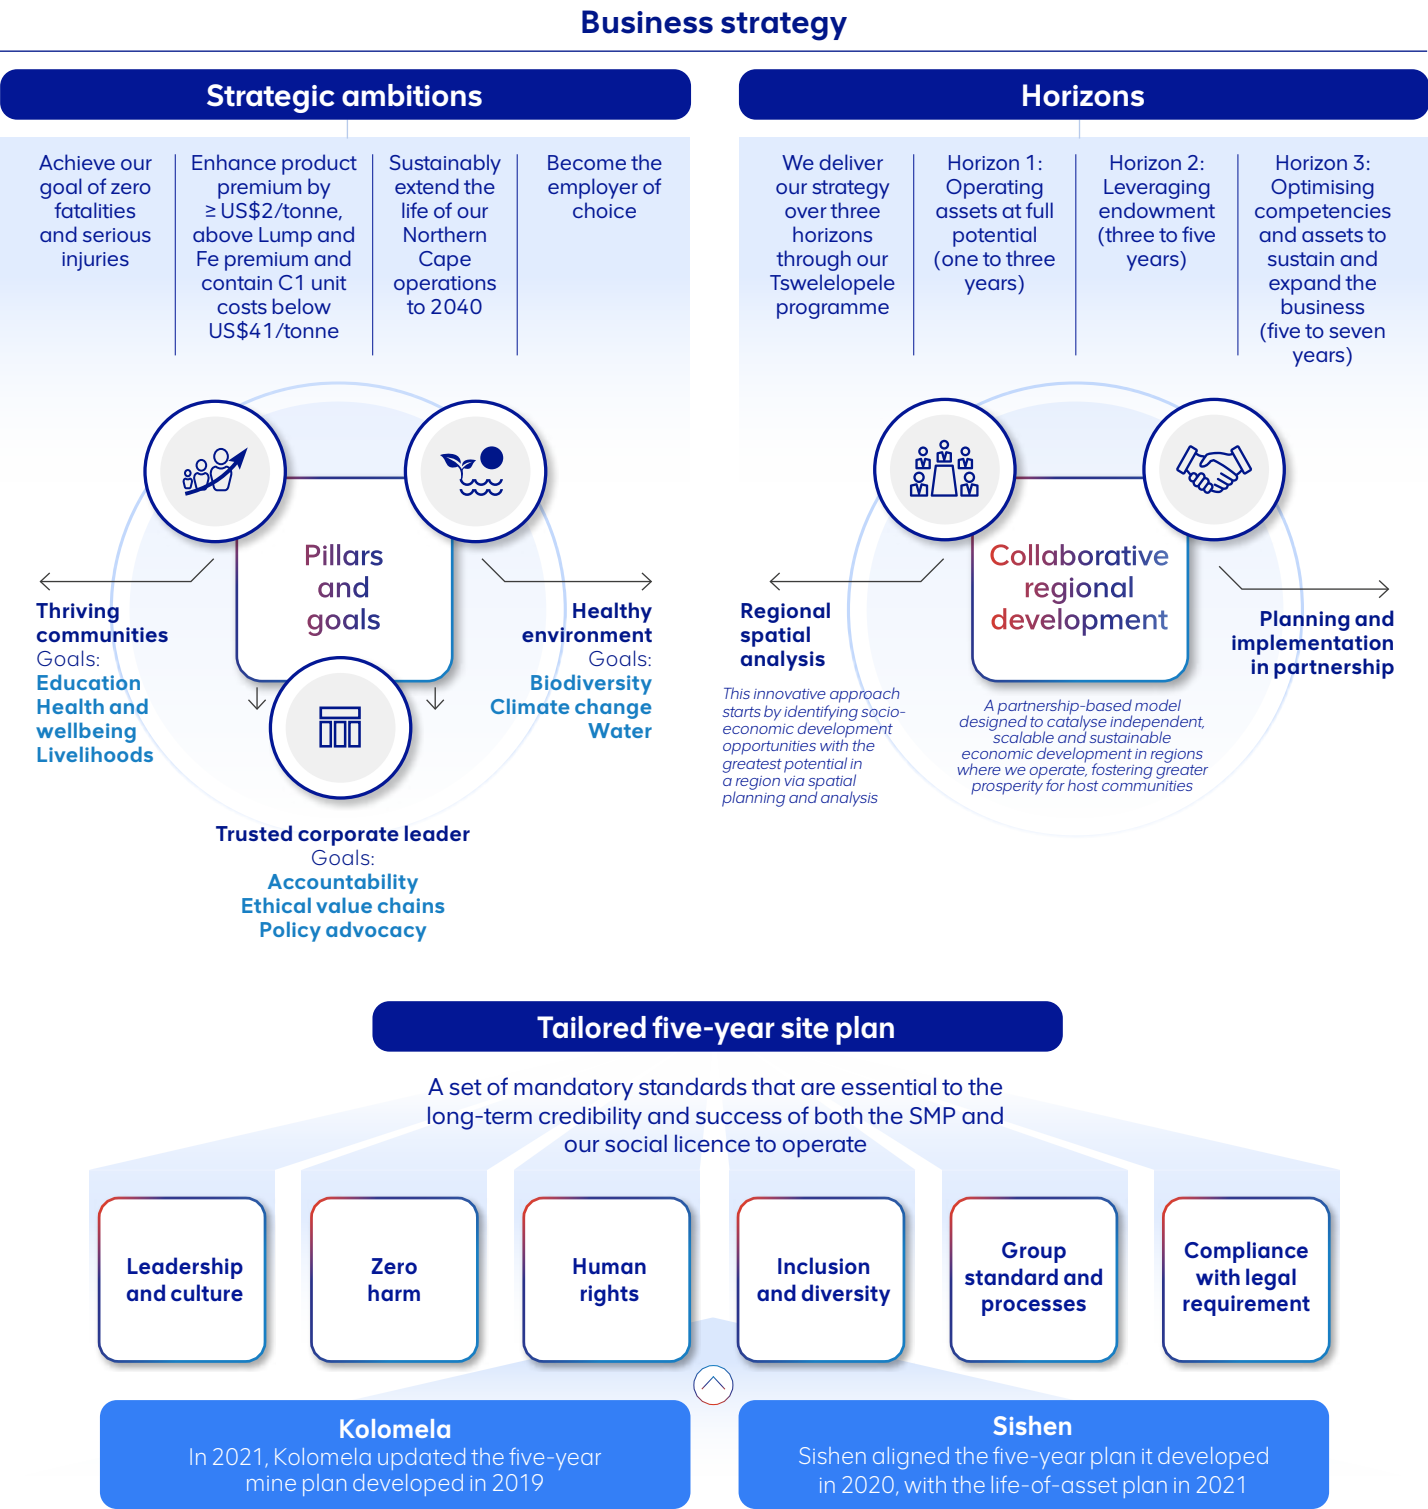 Business strategy
Strategic ambitions
Achieve our
goal of zero
fatalities
and serious
injuries
Enhance product
premium by
≥ US$2/tonne,
above Lump and
Fe premium and
contain C1 unit
costs below
US$41/tonne
Sustainably
extend the
life of our
Northern
Cape
operations
to 2040
Become the
employer of
choice
Horizons
We deliver
our strategy
over three
horizons
through our
Tswelelopele
programme
Horizon 1:
Operating
assets at full
potential
(one to three
years)
Horizon 2:
Leveraging
endowment
(three to five
years)
Horizon 3:
Optimising
competencies
and assets to
sustain and
expand the
business
(five to seven
years)
Pillars
and
goals
Thriving
communities
Goals:
Education
Health and
wellbeing
Livelihoods
Healthy
environment
Goals:
Biodiversity
Climate change
Water
Trusted corporate leader
Goals:
Accountability
Ethical value chains
Policy advocacy
Collaborative
regional
development
Regional
spatial
analysis
This innovative approach
starts by identifying socio-
economic development
opportunities with the
greatest potential in
a region via spatial
planning and analysis
A partnership-based model
designed to catalyse independent,
scalable and sustainable
economic development in regions
where we operate, fostering greater
prosperity for host communities
Planning and
implementation
in partnership
Tailored five-year site plan
A set of mandatory standards that are essential to the
long-term credibility and success of both the SMP and
our social licence to operate
Leadership
and culture
Zero
harm
Human
rights
Inclusion
and diversity
Group
standard and
processes
Compliance
with legal
requirement
Kolomela
In 2021, Kolomela updated the five-year
mine plan developed in 2019
Sishen
Sishen aligned the five-year plan it developed
in 2020, with the life-of-asset plan in 2021